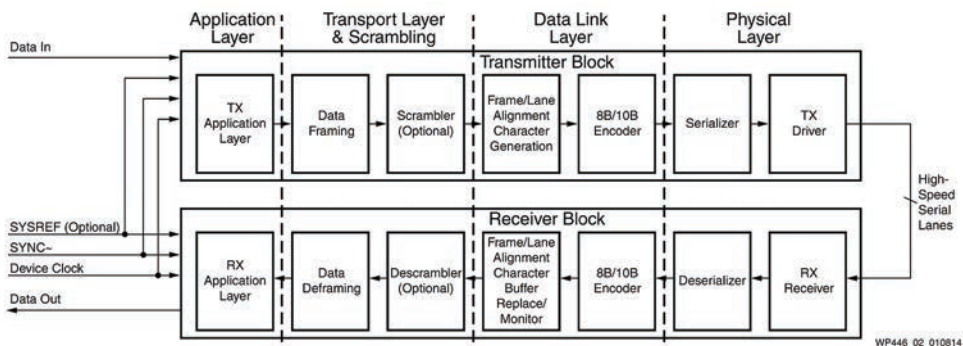 Application
Layer
Transport Layer
& Scrambling
Data Link
Layer
Physical
Layer
Data In
Transmitter Block
TX
Application
Layer
Data
Framing
Scrambler
(Optional)
Frame/Lane
Alignment
Character
Generation
8B/10B
Encoder
Serializer
TX
Driver
High-
Speed
Serial
Lanes
SYSREF (Optional)
SYNC~
Device Clock
Data Out
Receiver Block
RX
Application
Layer
Data
Deframing
Descrambler
(Optional)
Frame/Lane
Alignment
Character
Buffer
Replace/
Monitor
8B/10B
Encoder
Deserializer
RX
Receiver
WP446_02_010814